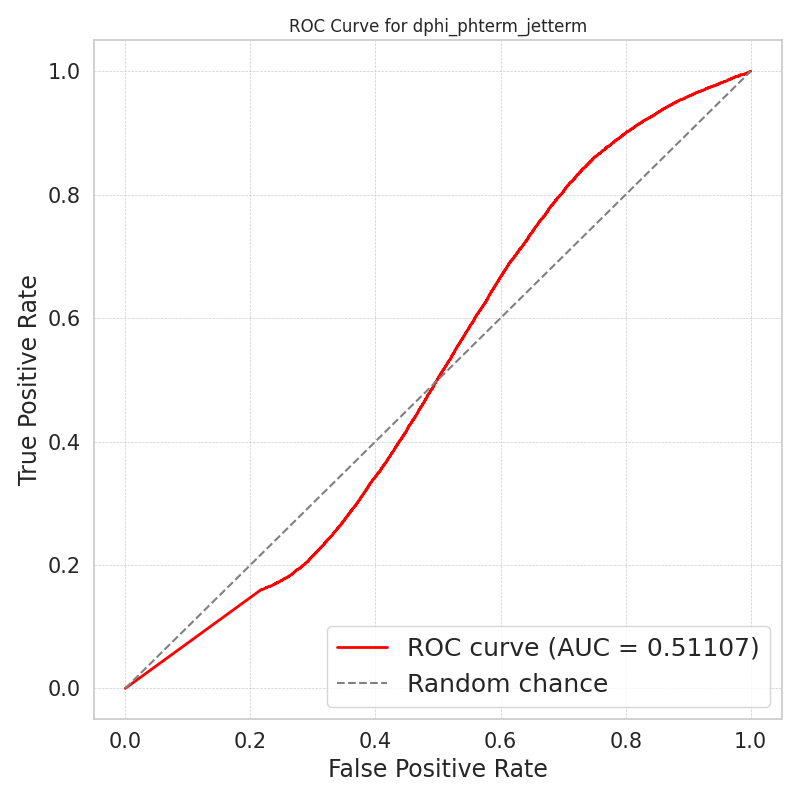 ROC Curve for dphi_phterm_jetterm
True Positive Rate
1.0
0.8
0.6
0.4
0.2
0.0
ROC curve (AUC = 0.51107)
Random chance
0.0 0.2 0.4 0.6 0.8 1.0
False Positive Rate